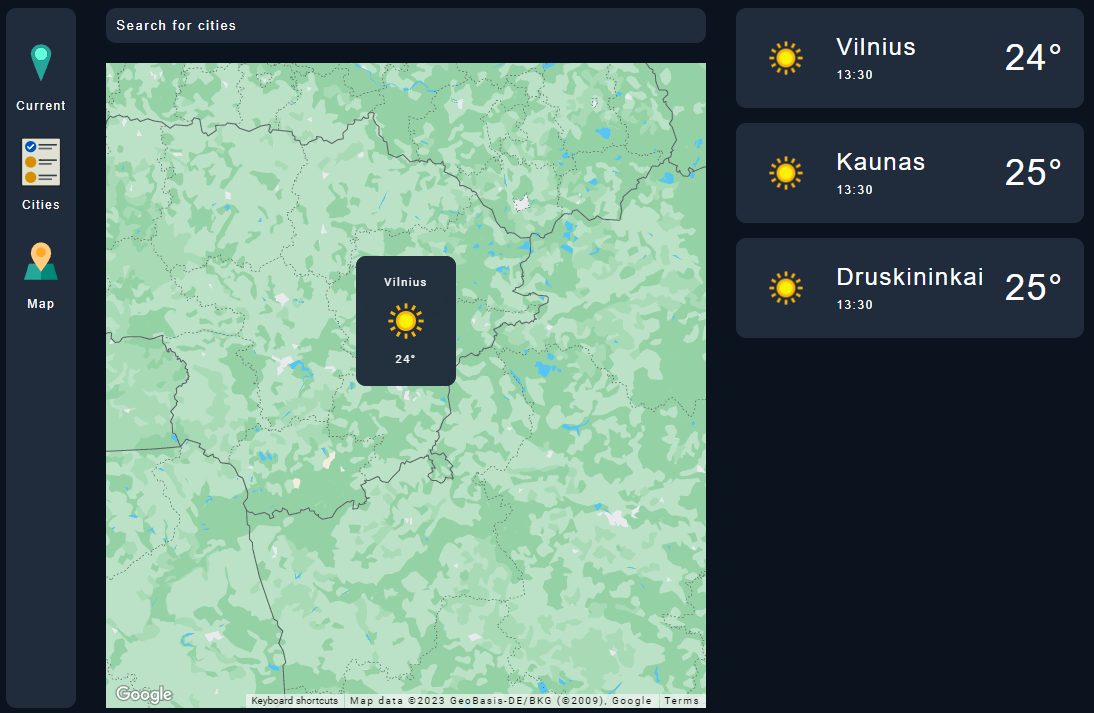 Current
Cities
Map
Search for cities
Vilnius
24°
Google
Keyboard shortcuts
Map data ©2023 GeoBasis-DE/BKG (©2009), Google
Terms
Vilnius
13:30
24°
Kaunas
13:30
25°
Druskininkai
13:30
25°